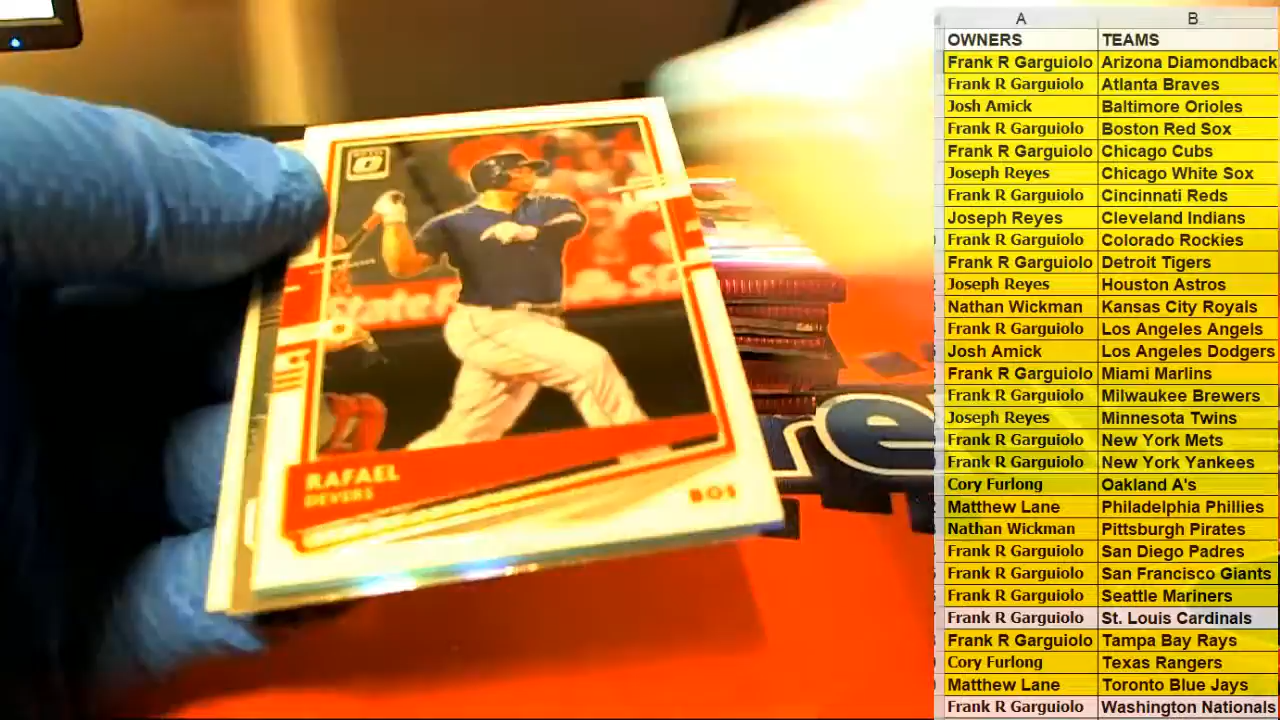 A B
OWNERS TEAMS
Frank R Garguiolo Arizona Diamondback
Frank R Garguiolo Atlanta Braves
Josh Amick Baltimore Orioles
Frank R Garguiolo Boston Red Sox
Frank R Garguiolo Chicago Cubs
Joseph Reyes Chicago White Sox
Frank R Garguiolo Cincinnati Reds
Joseph Reyes Cleveland Indians
Frank R Garguiolo Colorado Rockies
Frank R Garguiolo Detroit Tigers
Joseph Reyes Houston Astros
Nathan Wickman Kansas City Royals
Frank R Garguiolo Los Angeles Angels
Josh Amick Los Angeles Dodgers
Frank R Garguiolo Miami Marlins
Frank R Garguiolo Milwaukee Brewers
Joseph Reyes Minnesota Twins
Frank R Garguiolo New York Mets
Frank R Garguiolo New York Yankees
Cory Furlong Oakland A's
Matthew Lane Philadelphia Phillies
Nathan Wickman Pittsburgh Pirates
Frank R Garguiolo San Diego Padres
Frank R Garguiolo San Francisco Giants
Frank R Garguiolo Seattle Mariners
Frank R Garguiolo St. Louis Cardinals
Frank R Garguiolo Tampa Bay Rays
Cory Furlong Texas Rangers
Matthew Lane Toronto Blue Jays
Frank R Garguiolo Washington Nationals
RAFAEL
DEVERS
BOS
re